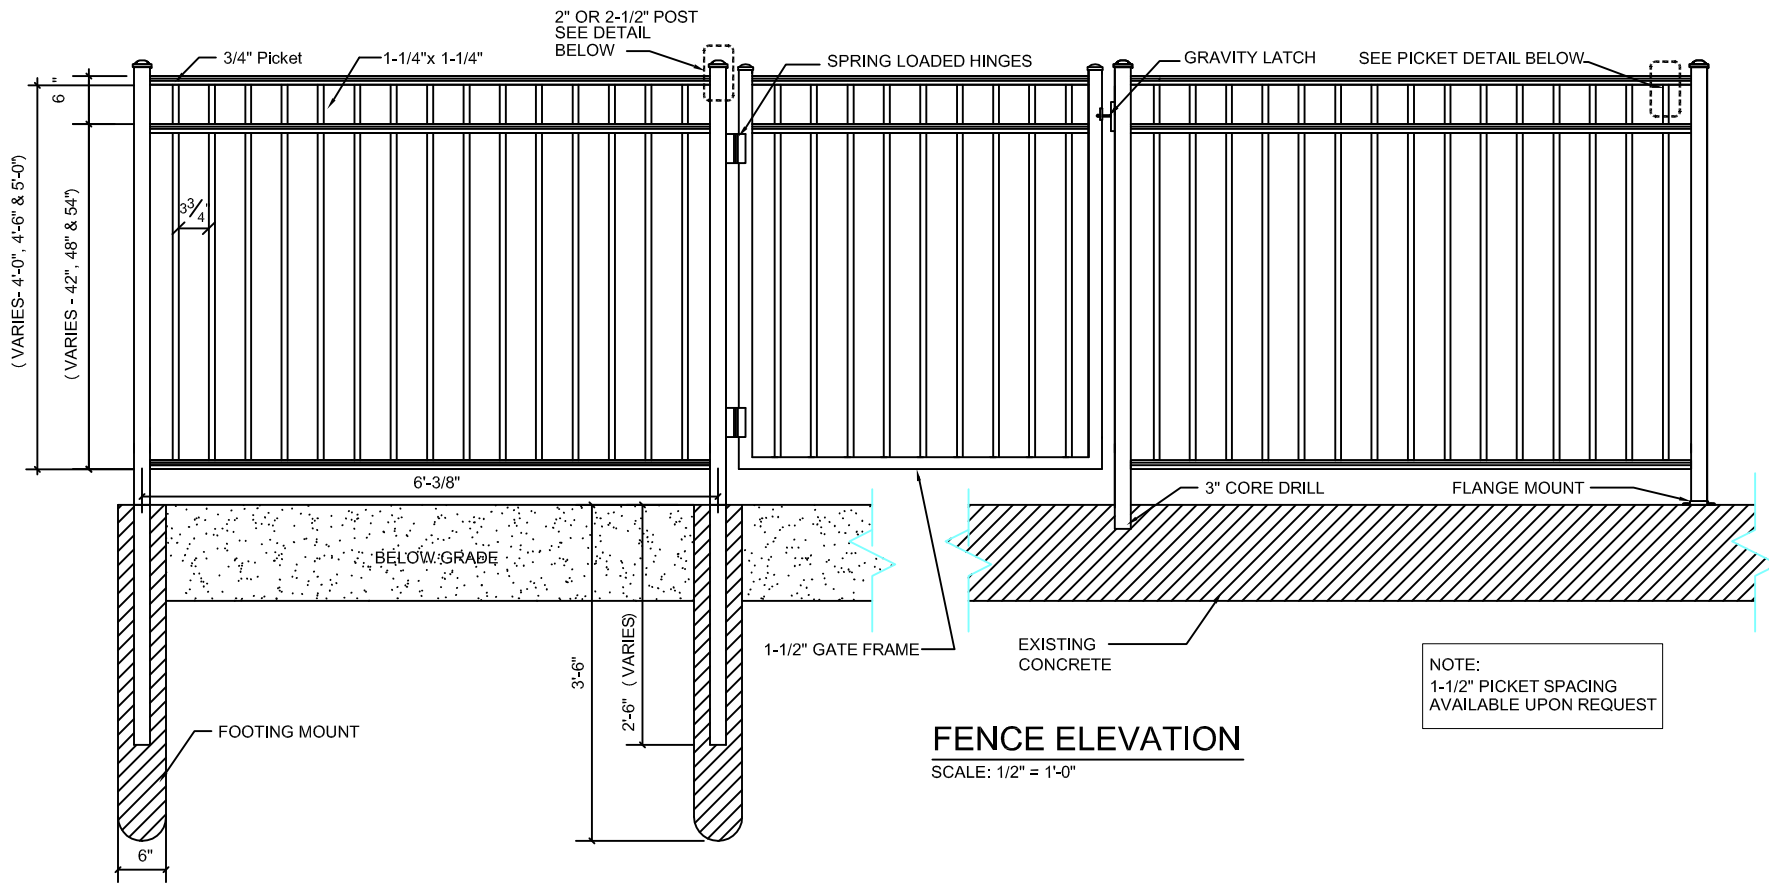 2" OR 2-1/2" POST
SEE DETAIL
BELOW
3/4" Picket
1-1/4"x 1-1/4"
SPRING LOADED HINGES
GRAVITY LATCH
SEE PICKET DETAIL BELOW
6"
( VARIES- 4'-0", 4'-6" & 5'-0")
( VARIES - 42", 48" & 54")
3 3/4"
6'-3/8"
3" CORE DRILL
FLANGE MOUNT
BELOW GRADE
1-1/2" GATE FRAME
EXISTING
CONCRETE
3'-6"
2'-6" ( VARIES)
NOTE:
1-1/2" PICKET SPACING
AVAILABLE UPON REQUEST
FOOTING MOUNT
FENCE ELEVATION
SCALE: 1/2" = 1'-0"
6"